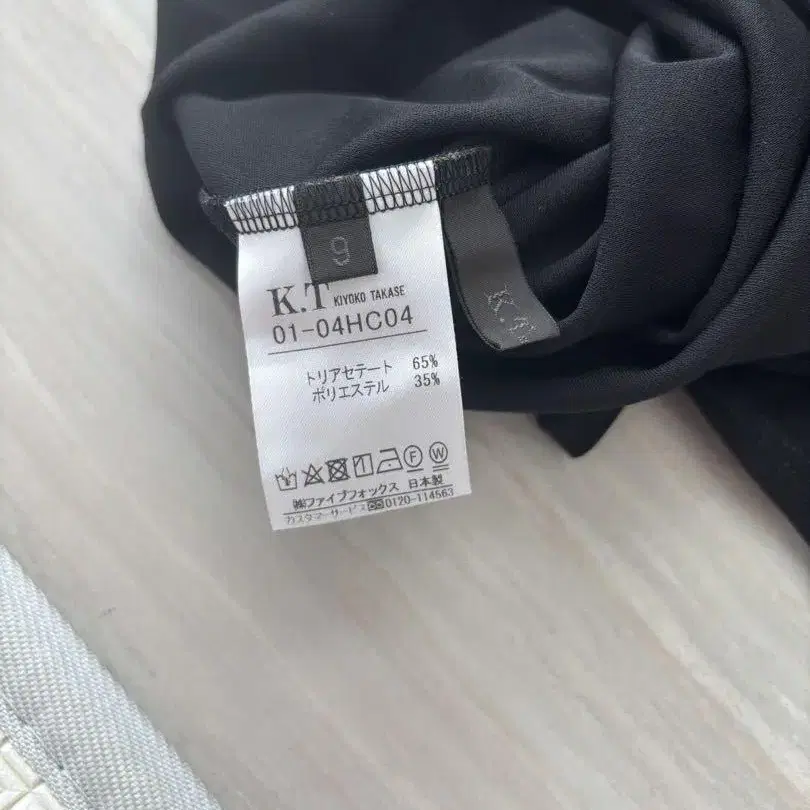 9
K.T KIYOKO TAKASE
01-04HC04
トリアセテート 65%
ポリエステル 35%
F W
㈱ファイブフォックス 日本製
カスタマーサービス 0120-114563
K.T